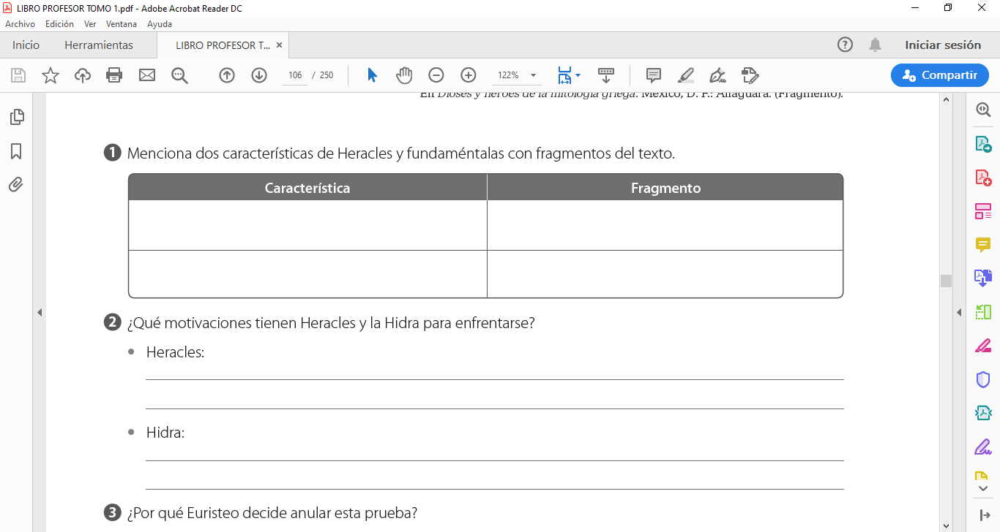 LIBRO PROFESOR TOMO 1.pdf - Adobe Acrobat Reader DC
Archivo Edición Ver Ventana Ayuda
Inicio Herramientas LIBRO PROFESOR T... × Iniciar sesión
106 / 250 122% Compartir
En Dioses y héroes de la mitología griega. México, D. F.: Alfaguara. (Fragmento).
1 Menciona dos características de Heracles y fundaméntalas con fragmentos del texto.
Característica Fragmento
2 ¿Qué motivaciones tienen Heracles y la Hidra para enfrentarse?
• Heracles:
• Hidra:
3 ¿Por qué Euristeo decide anular esta prueba?